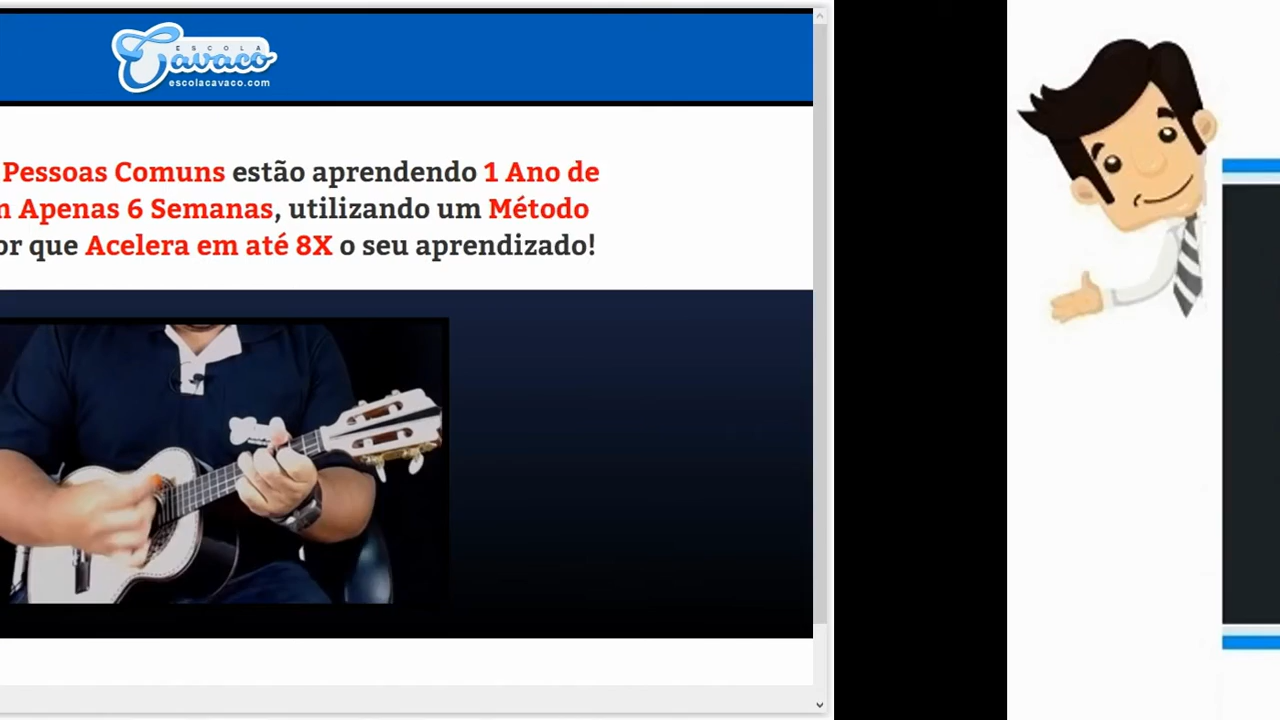 ESCOLA
Cavaco
escolacavaco.com
Pessoas Comuns estão aprendendo 1 Ano de
Apenas 6 Semanas, utilizando um Método
que Acelera em até 8X o seu aprendizado!